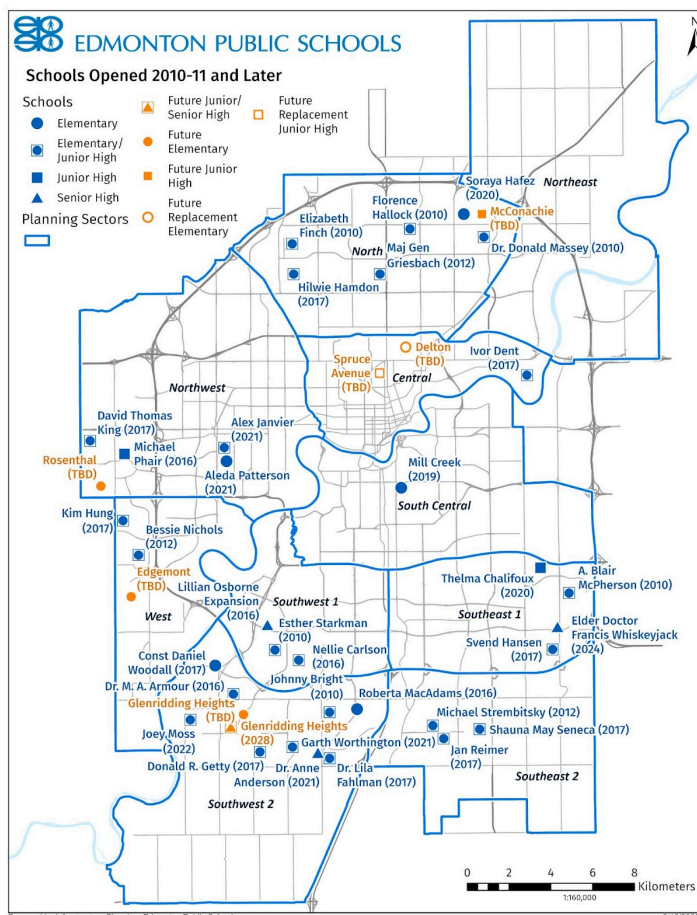 EDMONTON PUBLIC SCHOOLS
N
Schools Opened 2010-11 and Later
Schools
Elementary
Elementary/
Junior High
Junior High
Senior High
Planning Sectors
Future Junior/
Senior High
Future
Elementary
Future Junior
High
Future
Replacement
Elementary
Future
Replacement
Junior High
Soraya Hafez
(2020)
Northeast
Florence
Hallock (2010)
McConachie
(TBD)
Elizabeth
Finch (2010)
Dr. Donald Massey (2010)
North
Maj Gen
Griesbach (2012)
Hilwie Hamdon
(2017)
Delton
(TBD)
Ivor Dent
(2017)
Spruce
Avenue
(TBD)
Central
Northwest
David Thomas
King (2017)
Alex Janvier
(2021)
Michael
Phair (2016)
Rosenthal
(TBD)
Aleda Patterson
(2021)
Mill Creek
(2019)
South Central
Kim Hung
(2017)
Bessie Nichols
(2012)
Edgemont
(TBD)
Lillian Osborne
Expansion
(2016)
West
Southwest 1
Thelma Chalifoux
(2020)
A. Blair
McPherson (2010)
Southeast 1
Esther Starkman
(2010)
Elder Doctor
Francis Whiskeyjack
(2024)
Svend Hansen
(2017)
Nellie Carlson
(2016)
Const Daniel
Woodall (2017)
Dr. M. A. Armour (2016)
Johnny Bright
(2010)
Roberta MacAdams (2016)
Glenridding Heights
(TBD)
Glenridding Heights
(2028)
Joey Moss
(2022)
Garth Worthington (2021)
Donald R. Getty (2017)
Dr. Anne
Anderson (2021)
Dr. Lila
Fahlman (2017)
Michael Strembitsky (2012)
Shauna May Seneca (2017)
Jan Reimer
(2017)
Southeast 2
Southwest 2
0 2 4 6 8
Kilometers
1:160,000